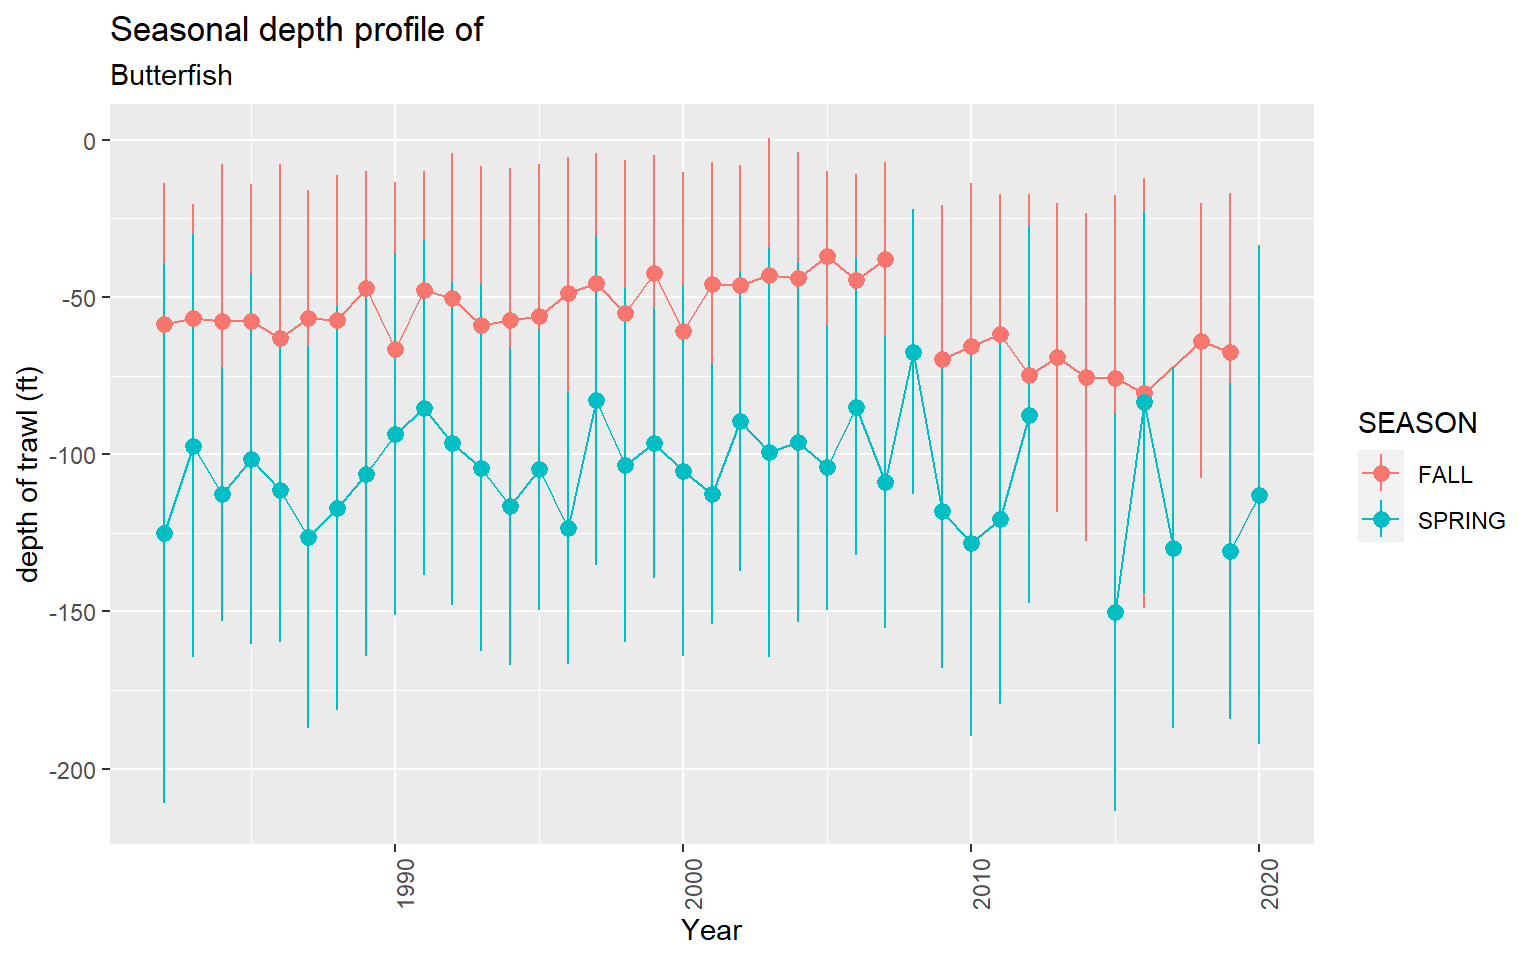 Seasonal depth profile of
Butterfish
0
-50
-100
-150
-200
depth of trawl (ft)
1990
2000
2010
2020
Year
SEASON
FALL
SPRING